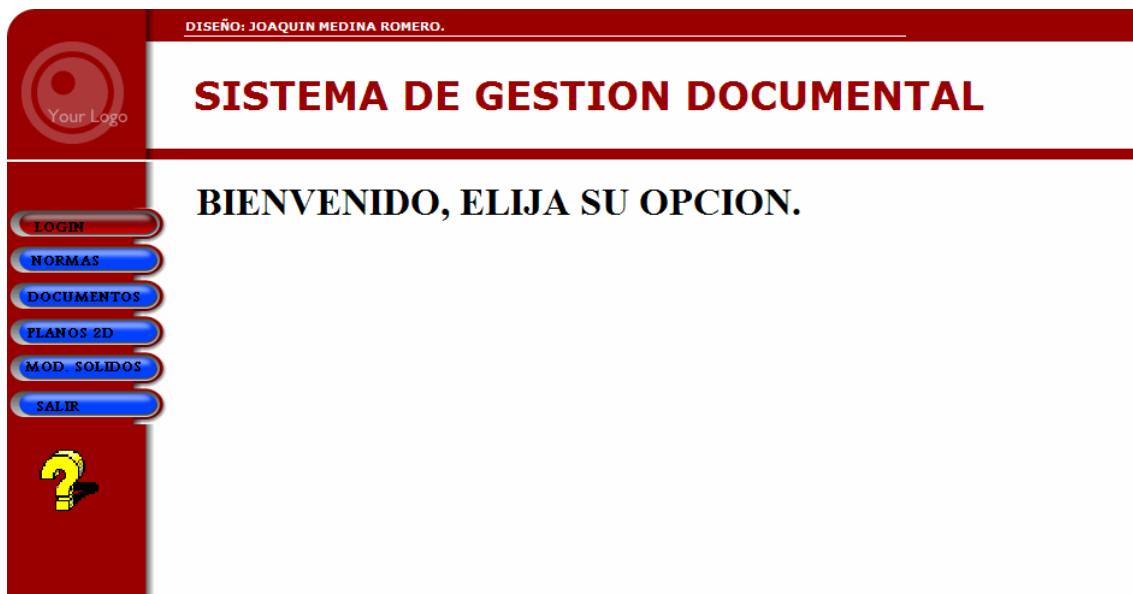 DISEÑO: JOAQUIN MEDINA ROMERO.
Your Logo
SISTEMA DE GESTION DOCUMENTAL
BIENVENIDO, ELIJA SU OPCION.
LOGIN
NORMAS
DOCUMENTOS
PLANOS 2D
MOD. SOLIDOS
SALIR
?